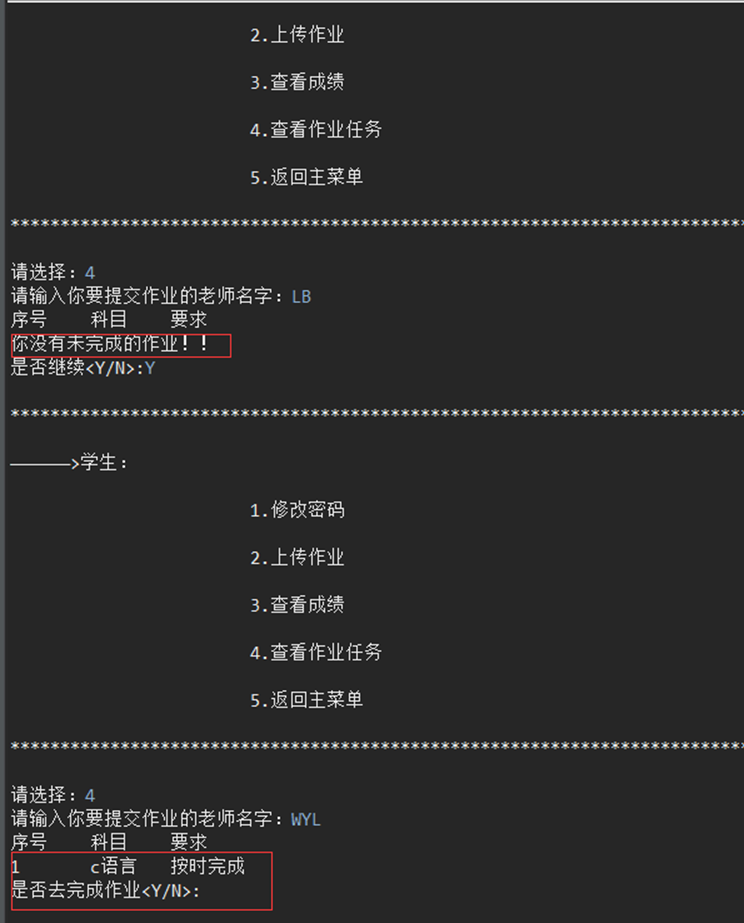 2.上传作业
3.查看成绩
4.查看作业任务
5.返回主菜单
**************************************************************************
请选择：4
请输入你要提交作业的老师名字：LB
序号 科目 要求
你没有未完成的作业！！
是否继续<Y/N>:Y
**************************************************************************
——————>学生：
1.修改密码
2.上传作业
3.查看成绩
4.查看作业任务
5.返回主菜单
**************************************************************************
请选择：4
请输入你要提交作业的老师名字：WYL
序号 科目 要求
1 c语言 按时完成
是否去完成作业<Y/N>: